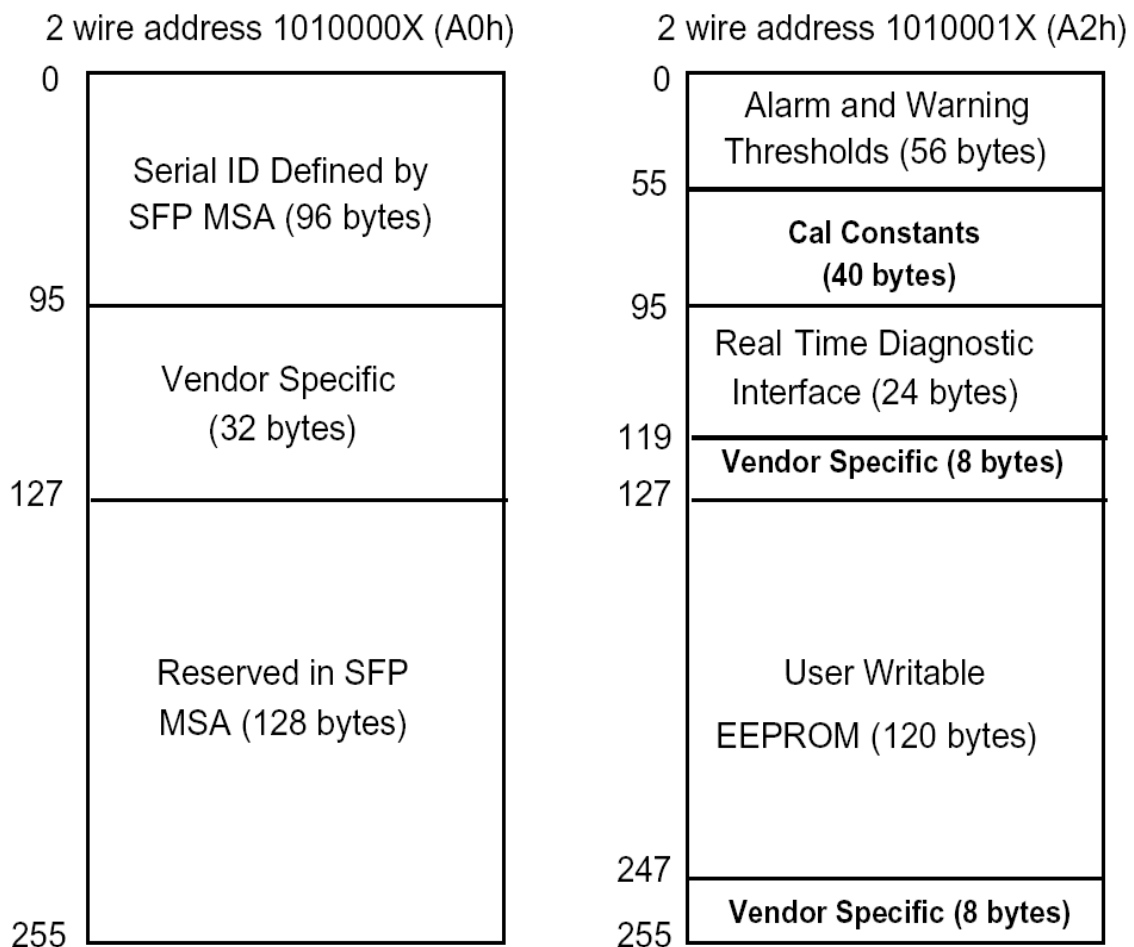 2 wire address 1010000X (A0h)
0
Serial ID Defined by
SFP MSA (96 bytes)
95
Vendor Specific
(32 bytes)
127
Reserved in SFP
MSA (128 bytes)
255
2 wire address 1010001X (A2h)
0
Alarm and Warning
Thresholds (56 bytes)
55
Cal Constants
(40 bytes)
95
Real Time Diagnostic
Interface (24 bytes)
119
Vendor Specific (8 bytes)
127
User Writable
EEPROM (120 bytes)
247
Vendor Specific (8 bytes)
255